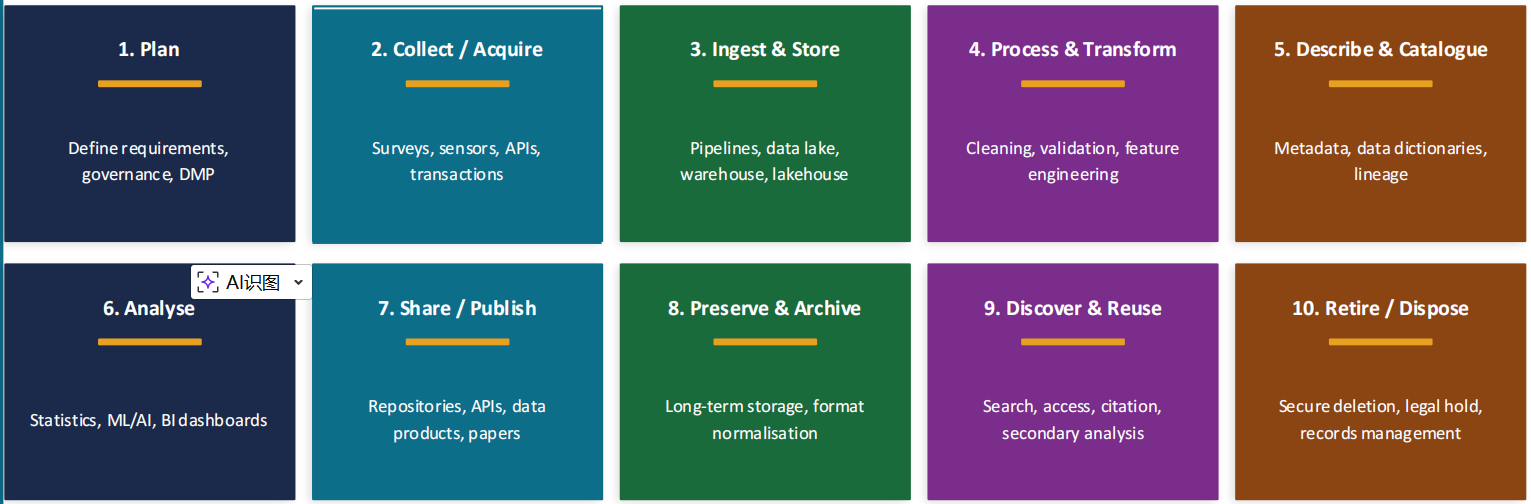 1. Plan
Define requirements,
governance, DMP
2. Collect / Acquire
Surveys, sensors, APIs,
transactions
3. Ingest & Store
Pipelines, data lake,
warehouse, lakehouse
4. Process & Transform
Cleaning, validation, feature
engineering
5. Describe & Catalogue
Metadata, data dictionaries,
lineage
AI识图
6. Analyse
Statistics, ML/AI, BI dashboards
7. Share / Publish
Repositories, APIs, data
products, papers
8. Preserve & Archive
Long-term storage, format
normalisation
9. Discover & Reuse
Search, access, citation,
secondary analysis
10. Retire / Dispose
Secure deletion, legal hold,
records management